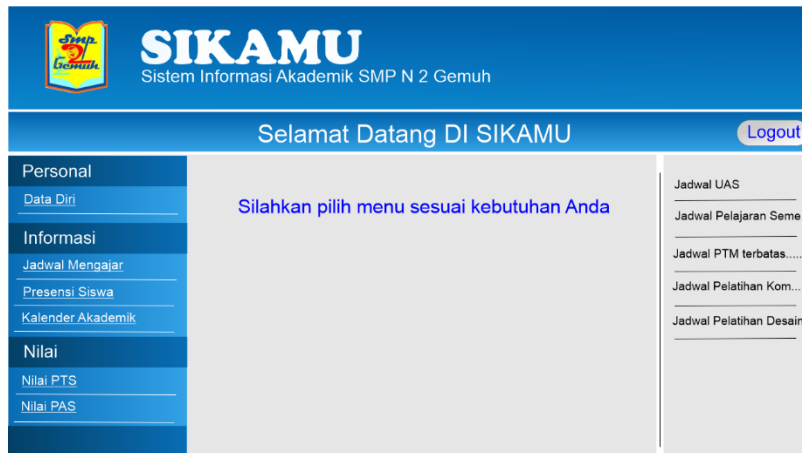 Smp
2
Gemuh
SIKAMU
Sistem Informasi Akademik SMP N 2 Gemuh
Selamat Datang DI SIKAMU
Logout
Personal
Data Diri
Informasi
Jadwal Mengajar
Presensi Siswa
Kalender Akademik
Nilai
Nilai PTS
Nilai PAS
Silahkan pilih menu sesuai kebutuhan Anda
Jadwal UAS
Jadwal Pelajaran Seme
Jadwal PTM terbatas.....
Jadwal Pelatihan Kom...
Jadwal Pelatihan Desain